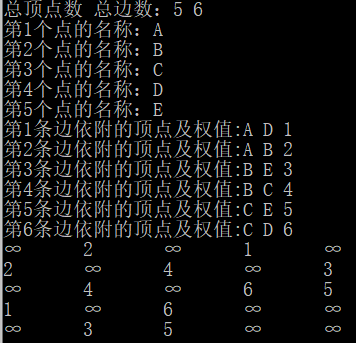 总顶点数 总边数：5 6
第1个点的名称：A
第2个点的名称：B
第3个点的名称：C
第4个点的名称：D
第5个点的名称：E
第1条边依附的顶点及权值:A D 1
第2条边依附的顶点及权值:A B 2
第3条边依附的顶点及权值:B E 3
第4条边依附的顶点及权值:B C 4
第5条边依附的顶点及权值:C E 5
第6条边依附的顶点及权值:C D 6
∞ 2 ∞ 1 ∞
2 ∞ 4 ∞ 3
∞ 4 ∞ 6 5
1 ∞ 6 ∞ ∞
∞ 3 5 ∞ ∞